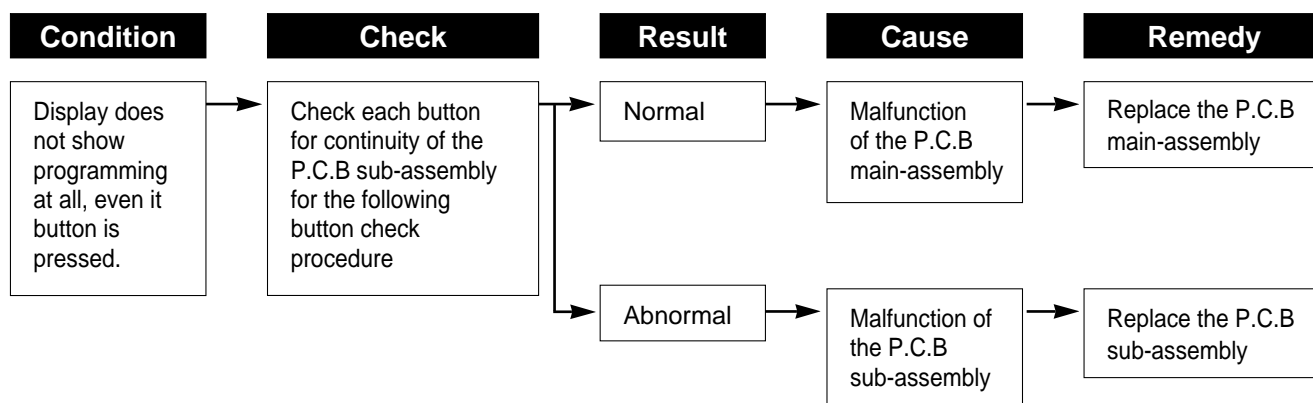 Condition
Check
Result
Cause
Remedy
Display does
not show
programming
at all, even it
button is
pressed.
Check each button
for continuity of the
P.C.B sub-assembly
for the following
button check
procedure
Normal
Malfunction
of the P.C.B
main-assembly
Replace the P.C.B
main-assembly
Abnormal
Malfunction of
the P.C.B
sub-assembly
Replace the P.C.B
sub-assembly